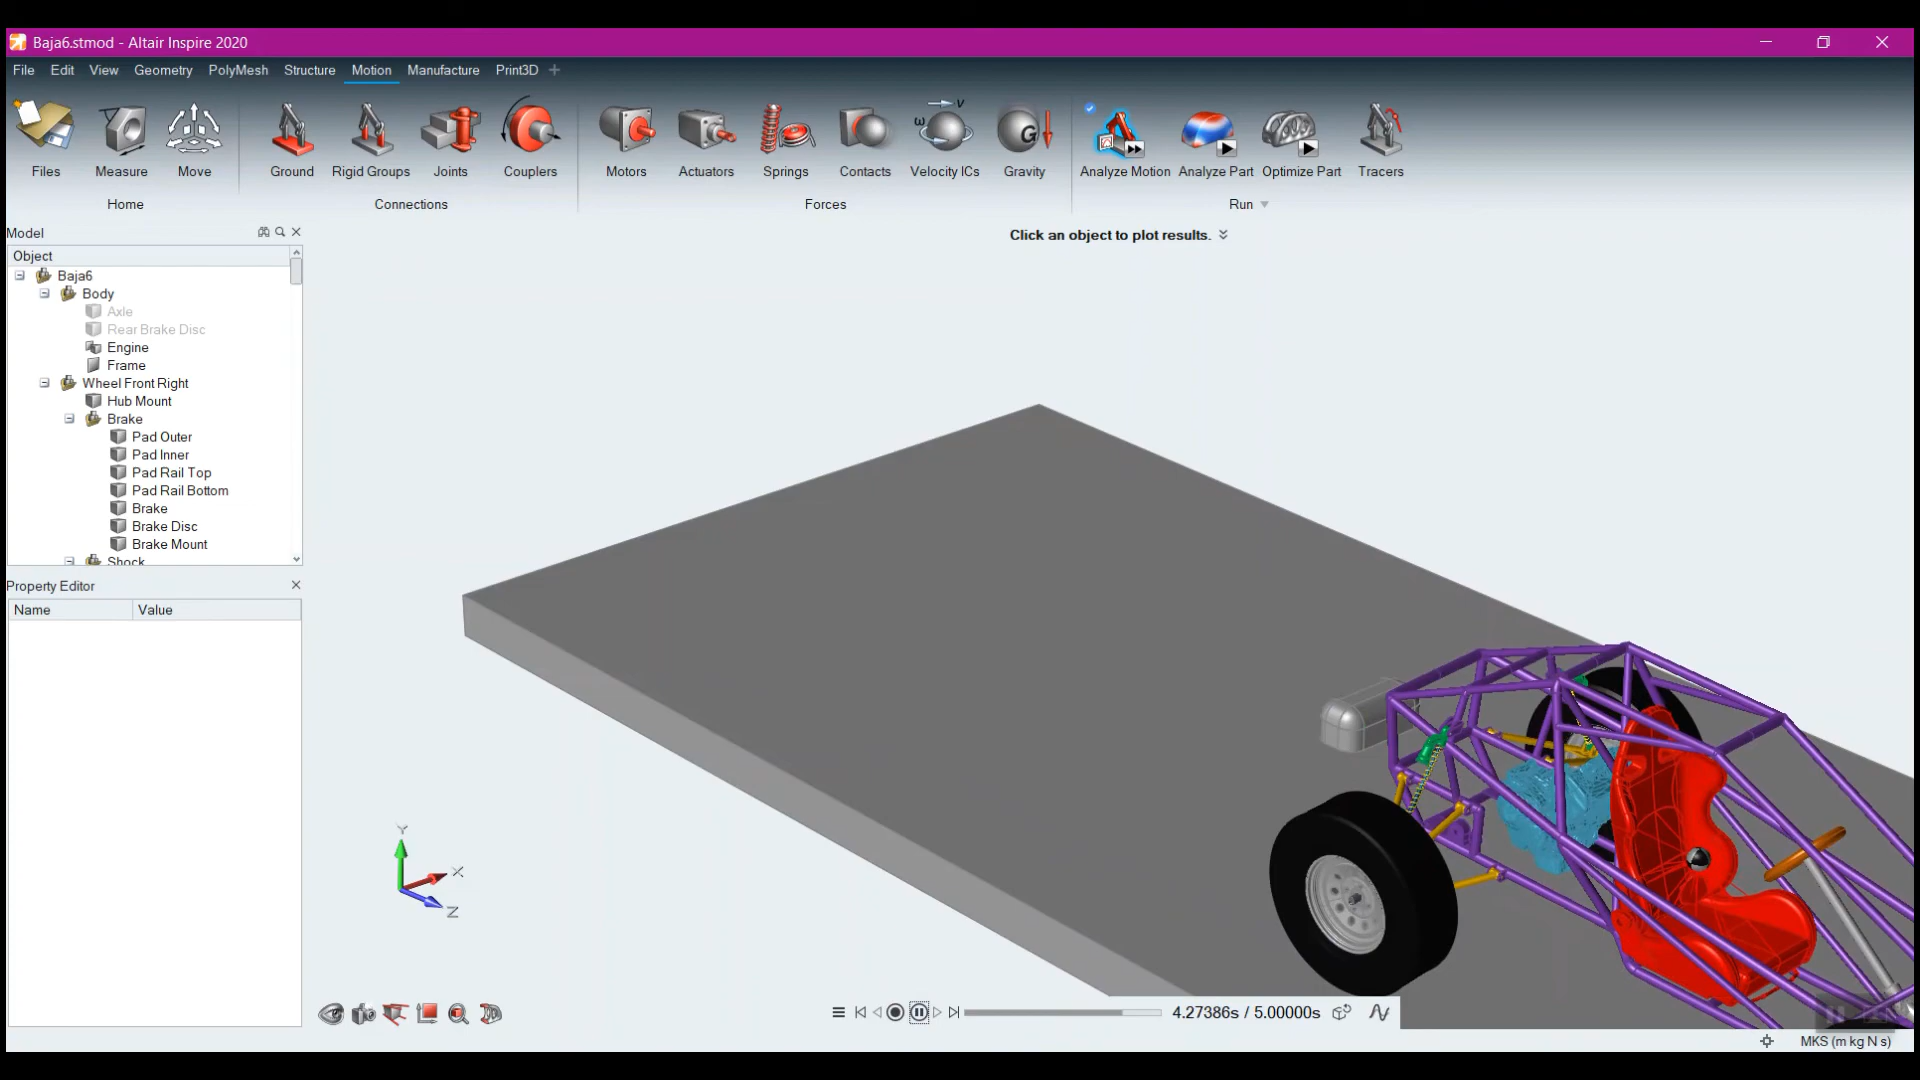 Baja6.stmod - Altair Inspire 2020
File Edit View Geometry PolyMesh Structure Motion Manufacture Print3D +
Files Measure Move Ground Rigid Groups Joints Couplers Motors Actuators Springs Contacts Velocity ICs Gravity Analyze Motion Analyze Part Optimize Part Tracers
Home Connections Forces Run
Model
Click an object to plot results.
Object
Baja6
Body
Axle
Rear Brake Disc
Engine
Frame
Wheel Front Right
Hub Mount
Brake
Pad Outer
Pad Inner
Pad Rail Top
Pad Rail Bottom
Brake
Brake Disc
Brake Mount
Shock
Property Editor
Name Value
Y
X
Z
4.27386s / 5.00000s
MKS (m kg N s)